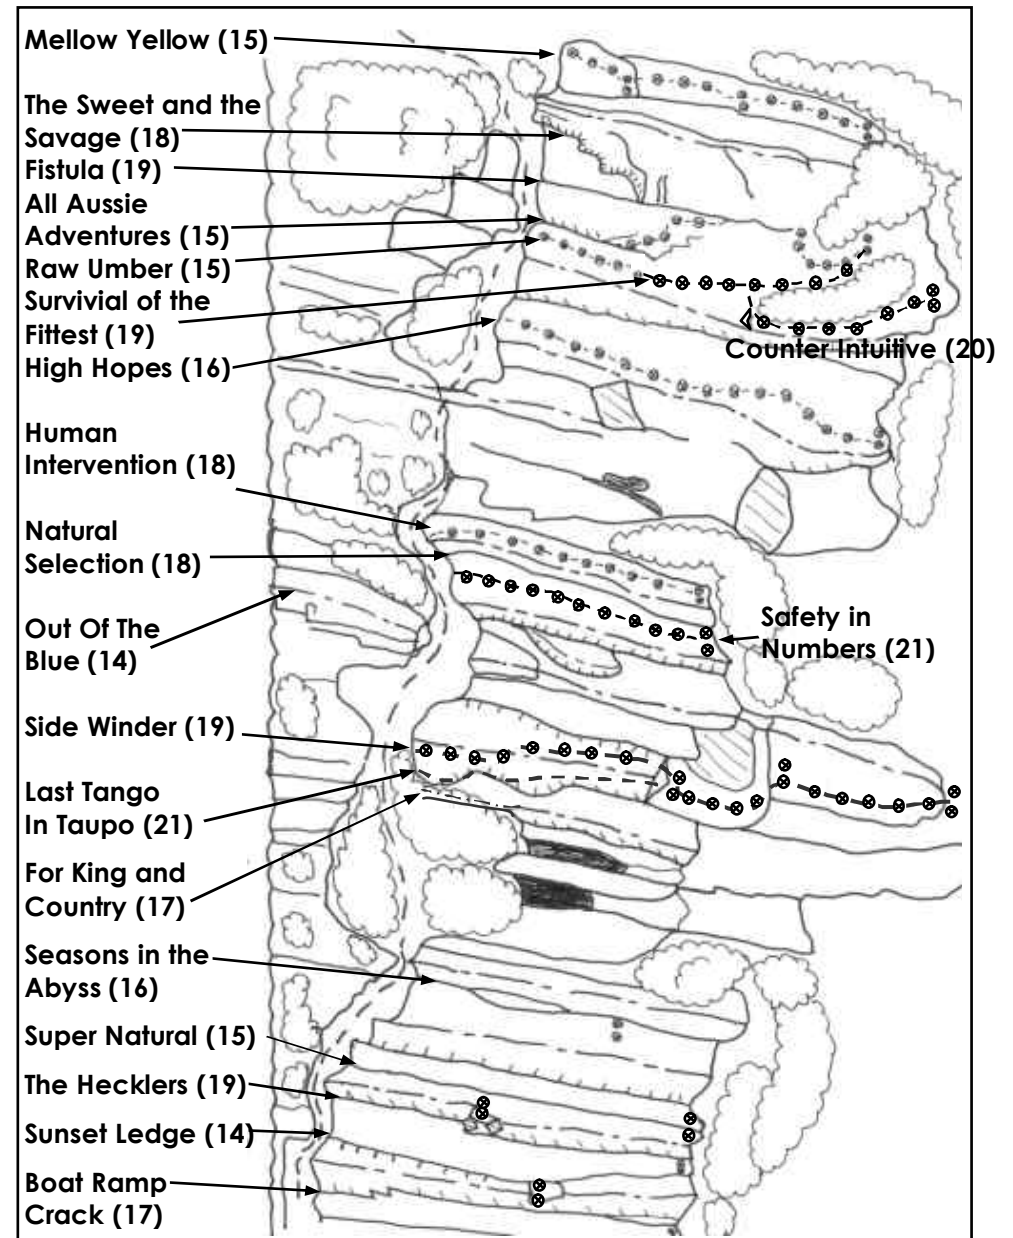 Mellow Yellow (15)
The Sweet and the
Savage (18)
Fistula (19)
All Aussie
Adventures (15)
Raw Umber (15)
Survivial of the
Fittest (19)
High Hopes (16)
Counter Intuitive (20)
Human
Intervention (18)
Natural
Selection (18)
Out Of The
Blue (14)
Safety in
Numbers (21)
Side Winder (19)
Last Tango
In Taupo (21)
For King and
Country (17)
Seasons in the
Abyss (16)
Super Natural (15)
The Hecklers (19)
Sunset Ledge (14)
Boat Ramp
Crack (17)